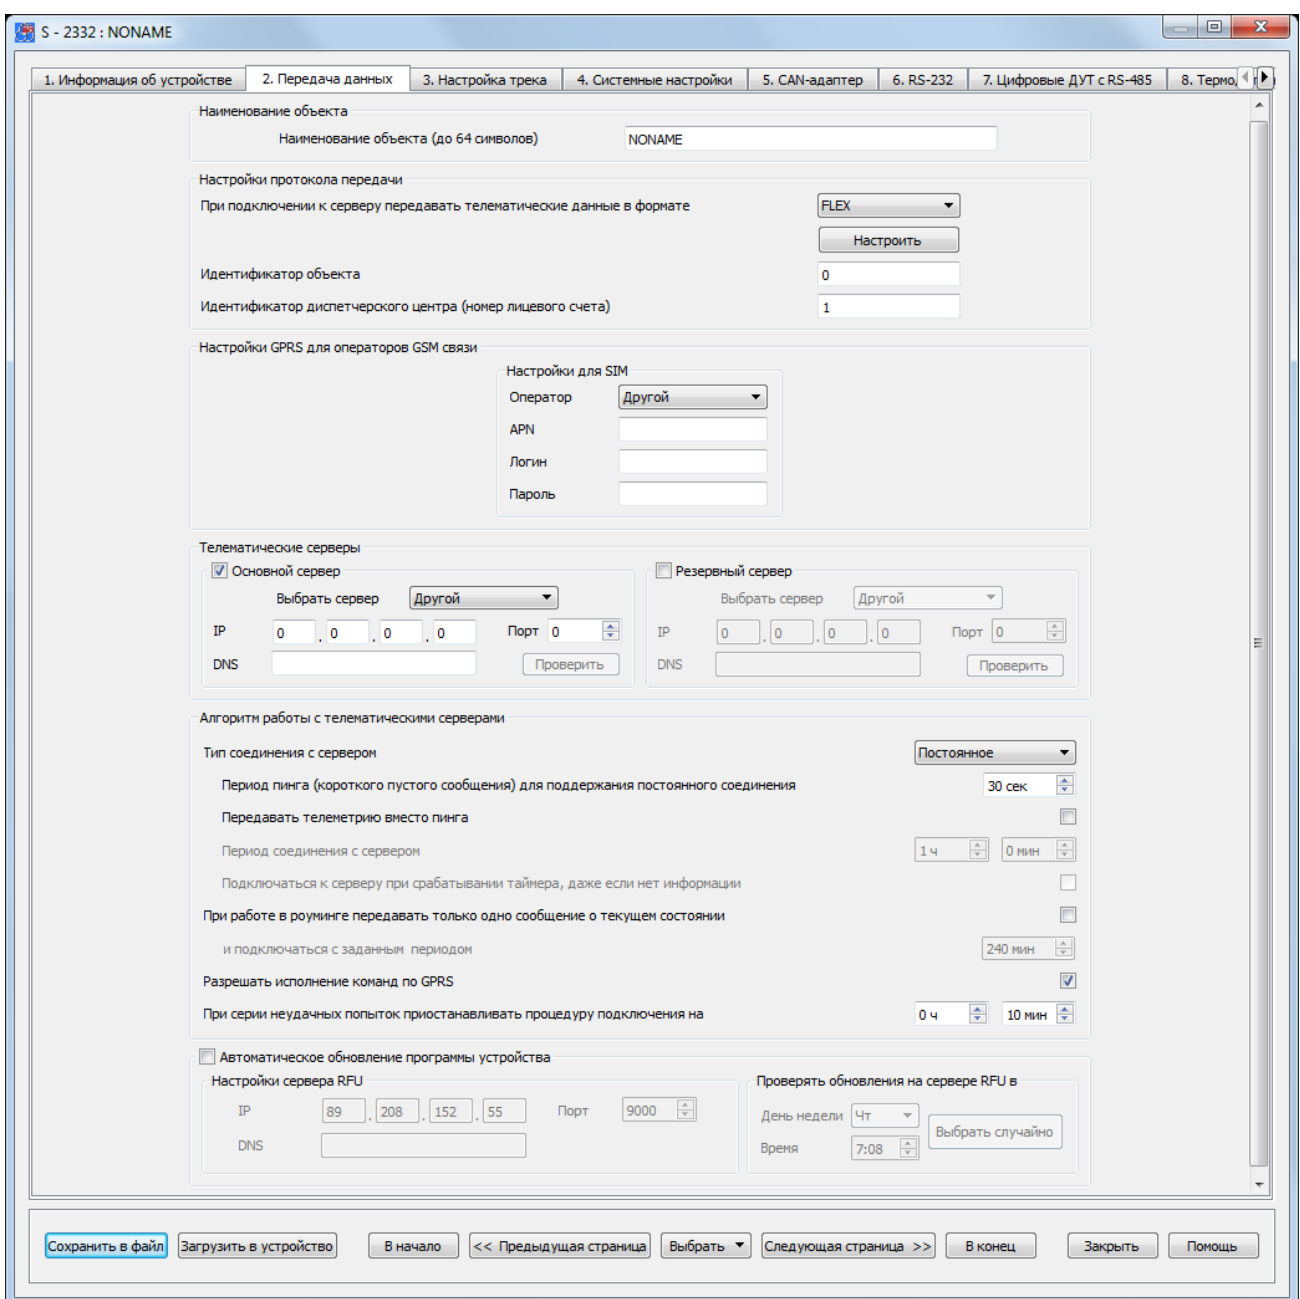 S - 2332 : NONAME
1. Информация об устройстве 2. Передача данных 3. Настройка трека 4. Системные настройки 5. CAN-адаптер 6. RS-232 7. Цифровые ДУТ с RS-485 8.
Наименование объекта
Наименование объекта (до 64 символов) NONAME
Настройки протокола передачи
При подключении к серверу передавать телематические данные в формате FLEX
Настроить
Идентификатор объекта 0
Идентификатор диспетчерского центра (номер лицевого счета) 1
Настройки GPRS для операторов GSM связи
Настройки для SIM
Оператор Другой
APN
Логин
Пароль
Телематические серверы
Основной сервер Резервный сервер
Выбрать сервер Другой Выбрать сервер Другой
IP 0 . 0 . 0 . 0 Порт 0 IP 0 . 0 . 0 . 0 Порт 0
DNS Проверить DNS Проверить
Алгоритм работы с телематическими серверами
Тип соединения с сервером Постоянное
Период пинга (короткого пустого сообщения) для поддержания постоянного соединения 30 сек
Передавать телеметрию вместо пинга
Период соединения с сервером 1 ч 0 мин
Подключаться к серверу при срабатывании таймера, даже если нет информации
При работе в роуминге передавать только одно сообщение о текущем состоянии
и подключаться с заданным периодом 240 мин
Разрешать исполнение команд по GPRS
При серии неудачных попыток приостанавливать процедуру подключения на 0 ч 10 мин
Автоматическое обновление программы устройства
Настройки сервера RFU Проверять обновления на сервере RFU в
IP 89 . 208 . 152 . 55 Порт 9000 День недели Чт
Выбрать случайно
DNS Время 7:08
Сохранить в файл Загрузить в устройство В начало << Предыдущая страница Выбрать Следующая страница >> В конец Закрыть Помощь